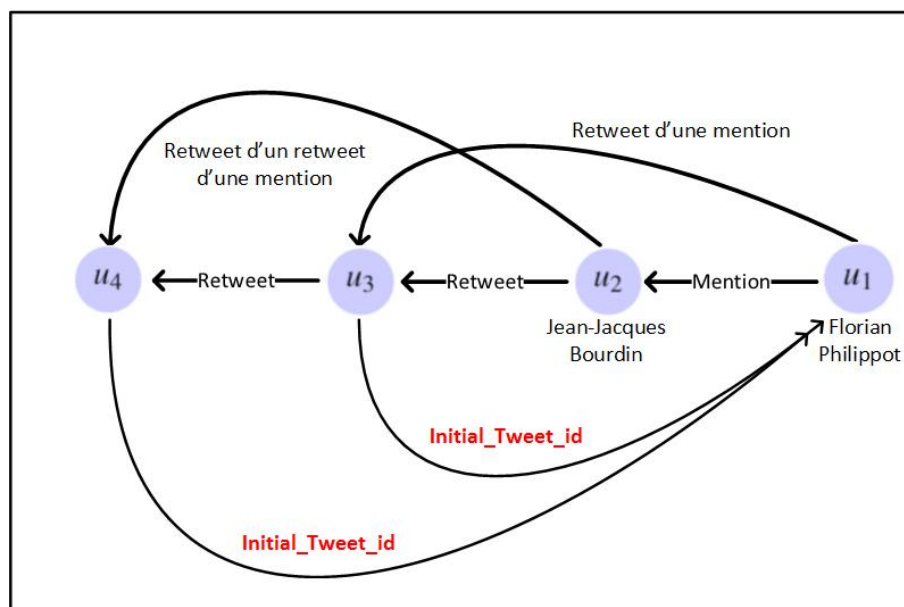 Retweet d'une mention
Retweet d'un retweet
d'une mention
u4
Retweet
u3
Retweet
u2
Mention
u1
Jean-Jacques
Bourdin
Florian
Philippot
Initial_Tweet_id
Initial_Tweet_id